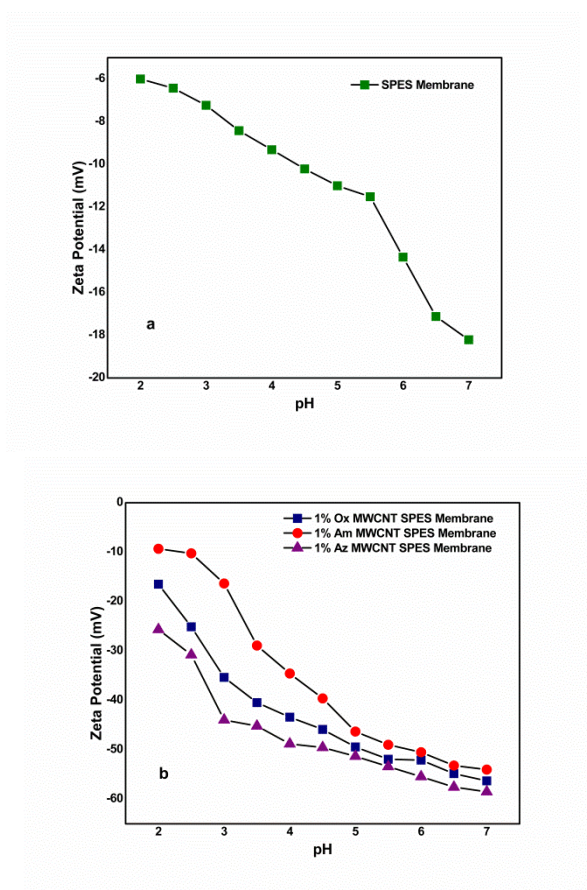 SPES Membrane
-6
-8
-10
-12
-14
-16
-18
-20
Zeta Potential (mV)
a
2 3 4 5 6 7
pH
1% Ox MWCNT SPES Membrane
1% Am MWCNT SPES Membrane
1% Az MWCNT SPES Membrane
0
-10
-20
-30
-40
-50
-60
Zeta Potential (mV)
b
2 3 4 5 6 7
pH